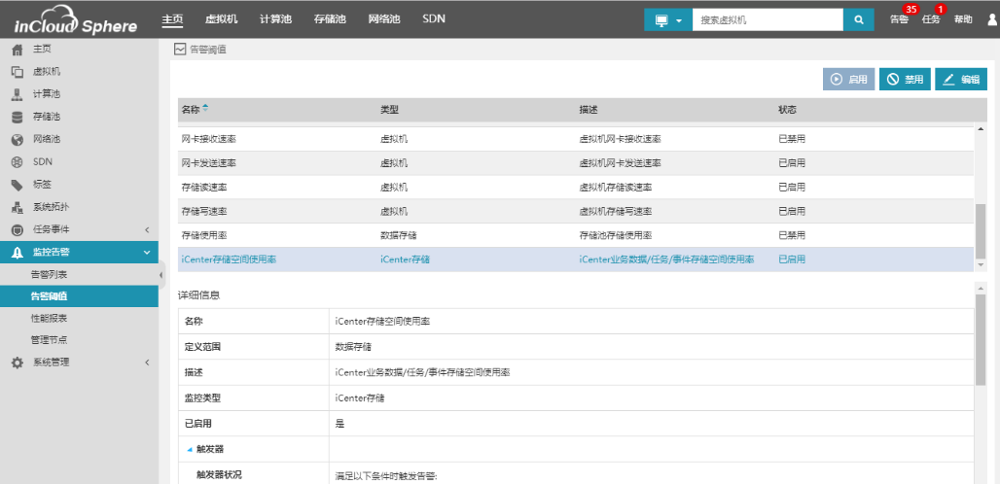 inCloud Sphere 主页 虚拟机 计算池 存储池 网络池 SDN 搜索虚拟机 告警 35 任务 1 帮助
主页
虚拟机
计算池
存储池
网络池
SDN
标签
系统拓扑
任务事件
监控告警
告警列表
告警阈值
性能报表
管理节点
系统管理
告警阈值
启用 禁用 编辑
名称 类型 描述 状态
网卡接收速率 虚拟机 虚拟机网卡接收速率 已禁用
网卡发送速率 虚拟机 虚拟机网卡发送速率 已启用
存储读速率 虚拟机 虚拟机存储读速率 已启用
存储写速率 虚拟机 虚拟机存储写速率 已启用
存储使用率 数据存储 存储池存储使用率 已禁用
iCenter存储空间使用率 iCenter存储 iCenter业务数据/任务/事件存储空间使用率 已启用
详细信息
名称 iCenter存储空间使用率
定义范围 数据存储
描述 iCenter业务数据/任务/事件存储空间使用率
监控类型 iCenter存储
已启用 是
触发器
触发器状况 满足以下条件时触发告警: